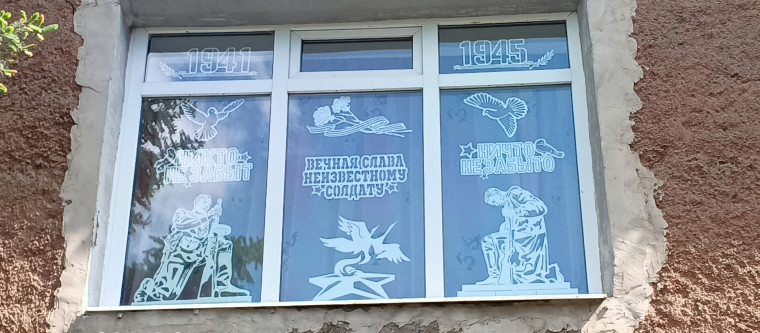 1941
1945
НИКТО
НЕ ЗАБЫТ
ВЕЧНАЯ СЛАВА
НЕИЗВЕСТНОМУ
СОЛДАТУ
НИЧТО
НЕ ЗАБЫТО